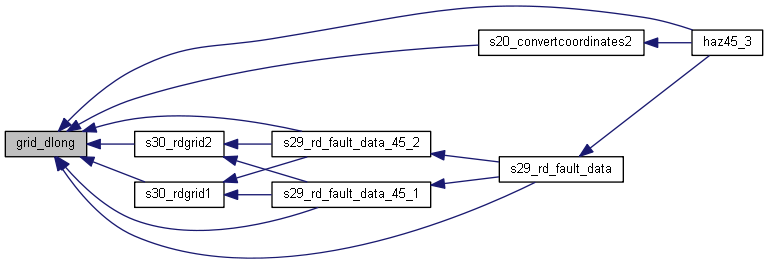 haz45_3
s20_convertcoordinates2
grid_dlong
s30_rdgrid2
s29_rd_fault_data_45_2
s29_rd_fault_data
s30_rdgrid1
s29_rd_fault_data_45_1